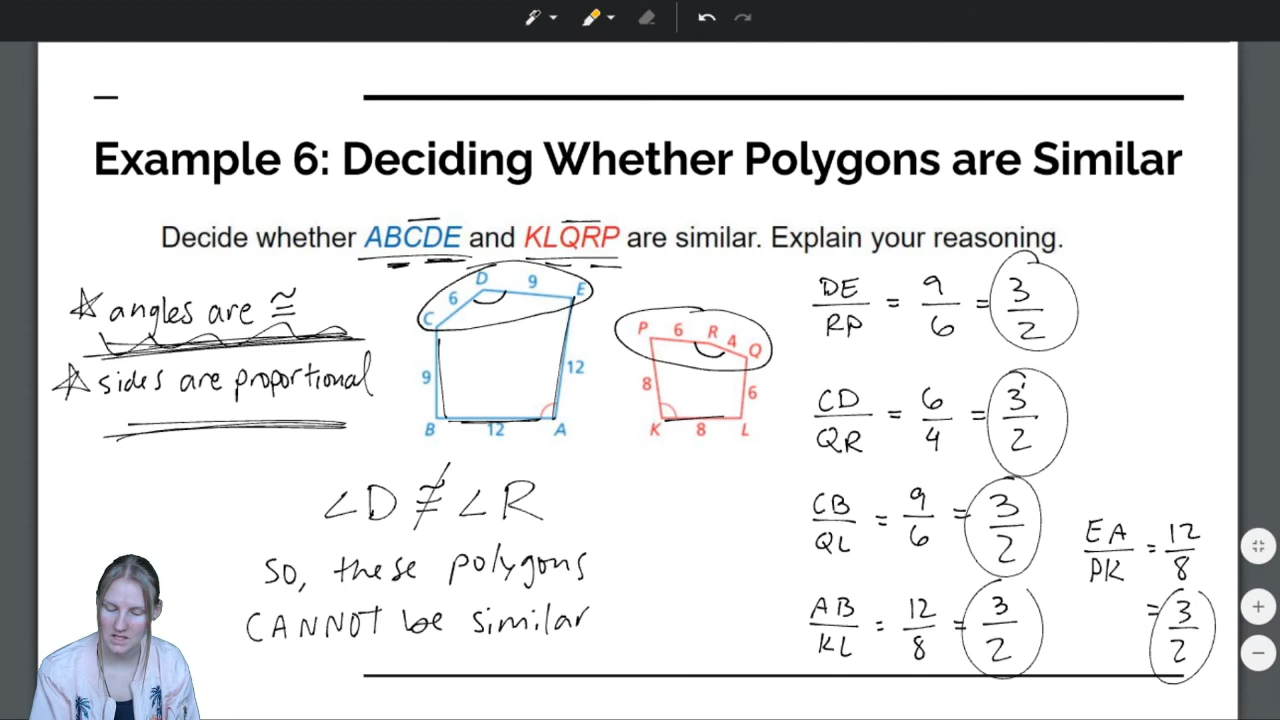 Example 6: Deciding Whether Polygons are Similar
Decide whether ABCDE and KLQRP are similar. Explain your reasoning.
☆ angles are ≅
☆ sides are proportional
D
9
E
6
C
9
12
B
12
A
P
6
R
4
Q
8
6
K
8
L
DE/RP = 9/6 = 3/2
CD/QR = 6/4 = 3/2
CB/QL = 9/6 = 3/2
AB/KL = 12/8 = 3/2
EA/PK = 12/8
= 3/2
∠D ≇ ∠R
so, these polygons
CANNOT be similar